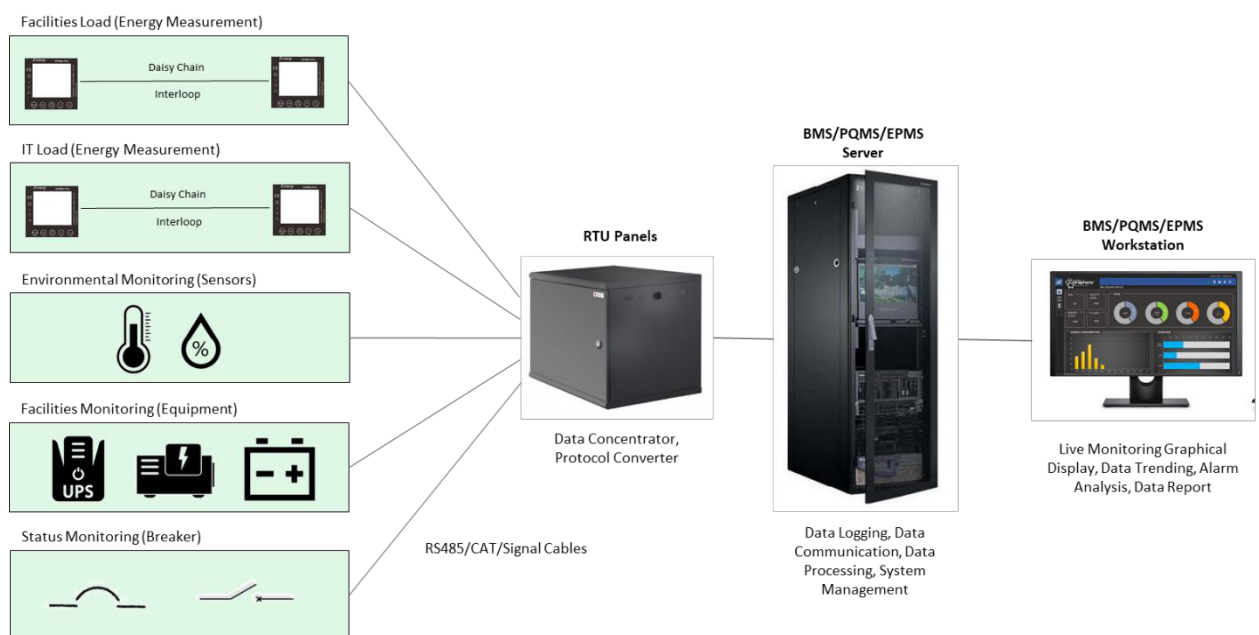 Facilities Load (Energy Measurement)
Daisy Chain
Interloop
IT Load (Energy Measurement)
Daisy Chain
Interloop
Environmental Monitoring (Sensors)
%
Facilities Monitoring (Equipment)
UPS
Status Monitoring (Breaker)
RS485/CAT/Signal Cables
RTU Panels
Data Concentrator,
Protocol Converter
BMS/PQMS/EPMS
Server
Data Logging, Data
Communication, Data
Processing, System
Management
BMS/PQMS/EPMS
Workstation
Live Monitoring Graphical
Display, Data Trending, Alarm
Analysis, Data Report